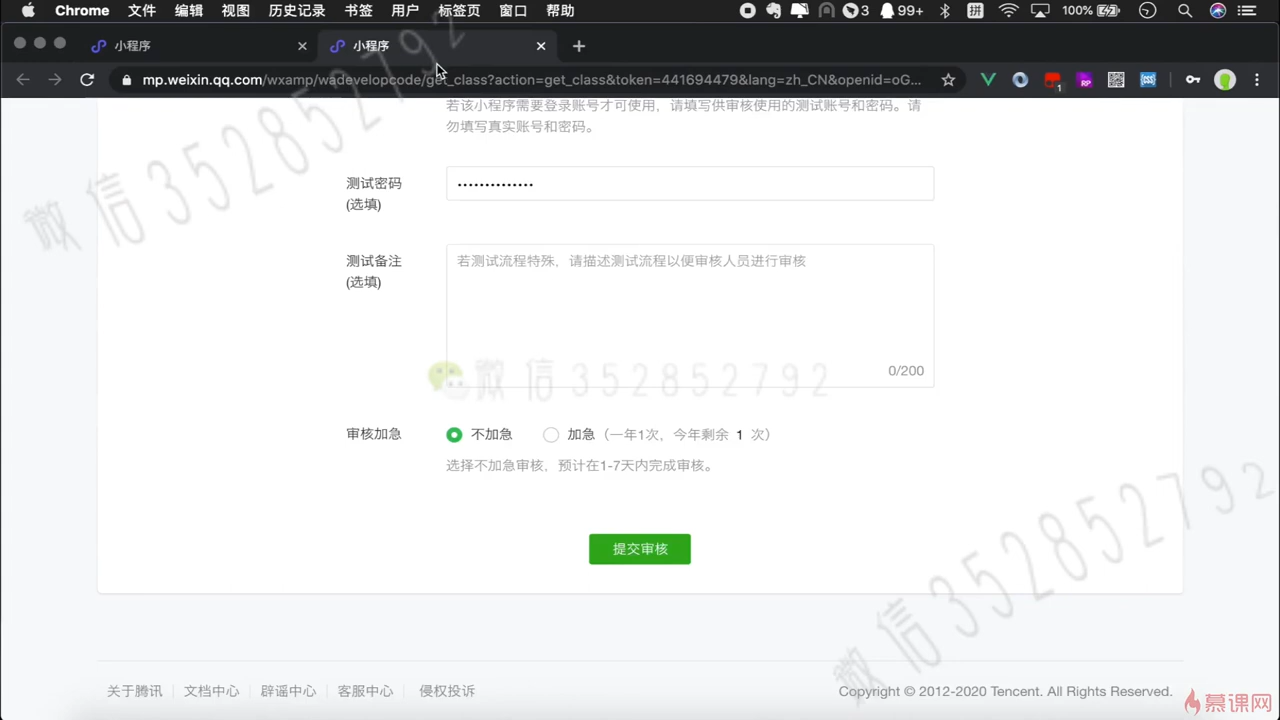 Chrome 文件 编辑 视图 历史记录 书签 用户 标签页 窗口 帮助 3 99+ 拼 100%
小程序 小程序
mp.weixin.qq.com/wxamp/wadevelopcode/get_class?action=get_class&token=441694479&lang=zh_CN&openid=oG... 1 RP
若该小程序需要登录账号才可使用，请填写供审核使用的测试账号和密码。请
勿填写真实账号和密码。
测试密码
(选填)
••••••••••••••
测试备注
(选填)
若测试流程特殊，请描述测试流程以便审核人员进行审核
0/200
微信352852792
微信352852792
审核加急 不加急 加急（一年1次，今年剩余 1 次）
选择不加急审核，预计在1-7天内完成审核。
提交审核
微信352852792
关于腾讯 文档中心 辟谣中心 客服中心 侵权投诉
Copyright © 2012-2020 Tencent. All Rights Reserved.
慕课网